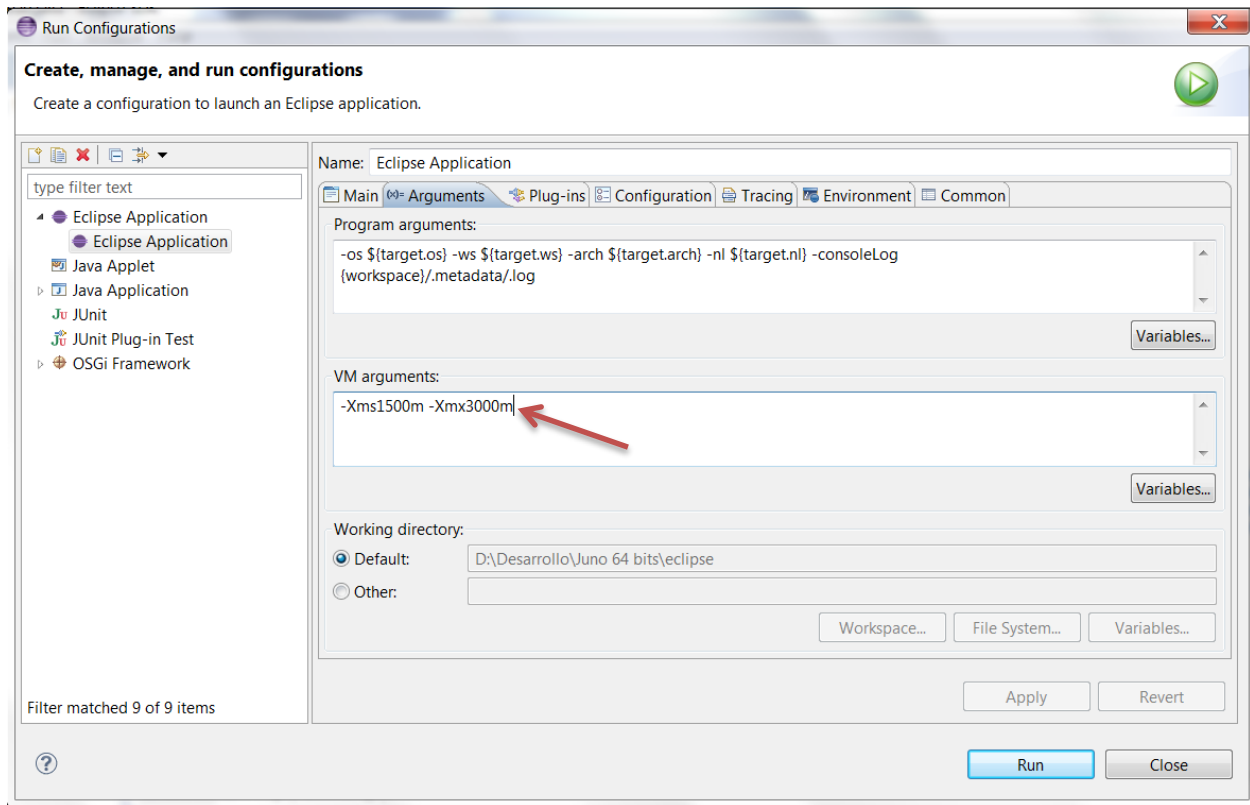 Run Configurations
Create, manage, and run configurations
Create a configuration to launch an Eclipse application.
type filter text
Eclipse Application
Eclipse Application
Java Applet
Java Application
JUnit
JUnit Plug-in Test
OSGi Framework
Filter matched 9 of 9 items
Name: Eclipse Application
Main (x)= Arguments Plug-ins Configuration Tracing Environment Common
Program arguments:
-os ${target.os} -ws ${target.ws} -arch ${target.arch} -nl ${target.nl} -consoleLog
{workspace}/.metadata/.log
Variables...
VM arguments:
-Xms1500m -Xmx3000m
Variables...
Working directory:
Default: D:\Desarrollo\Juno 64 bits\eclipse
Other:
Workspace... File System... Variables...
Apply Revert
Run Close